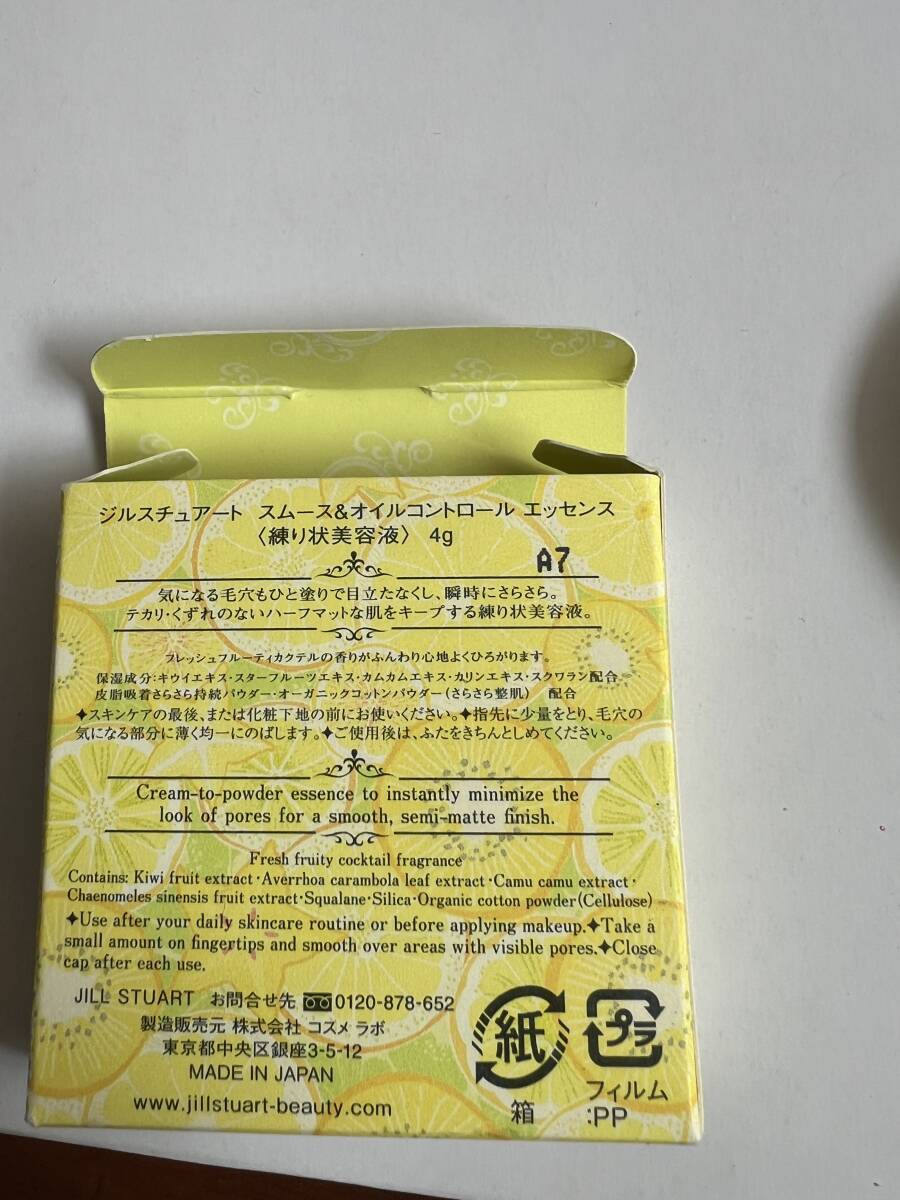 ジルスチュアート スムース&オイルコントロール エッセンス
〈練り状美容液〉 4g
A7
気になる毛穴もひと塗りで目立たなくし、瞬時にさらさら。
テカリ・くずれのないハーフマットな肌をキープする練り状美容液。
フレッシュフルーティカクテルの香りがふんわり心地よくひろがります。
保湿成分:キウイエキス・スターフルーツエキス・カムカムエキス・カリンエキス・スクワラン配合
皮脂吸着さらさら持続パウダー・オーガニックコットンパウダー(さらさら整肌) 配合
✦スキンケアの最後、または化粧下地の前にお使いください。✦指先に少量をとり、毛穴の
気になる部分に薄く均一にのばします。✦ご使用後は、ふたをきちんとしめてください。
Cream-to-powder essence to instantly minimize the
look of pores for a smooth, semi-matte finish.
Fresh fruity cocktail fragrance
Contains: Kiwi fruit extract・Averrhoa carambola leaf extract・Camu camu extract・
Chaenomeles sinensis fruit extract・Squalane・Silica・Organic cotton powder(Cellulose)
✦Use after your daily skincare routine or before applying makeup.✦Take a
small amount on fingertips and smooth over areas with visible pores.✦Close
cap after each use.
JILL STUART お問合せ先 0120-878-652
製造販売元 株式会社 コスメ ラボ
東京都中央区銀座3-5-12
MADE IN JAPAN
www.jillstuart-beauty.com
紙
箱
プラ
フィルム
:PP